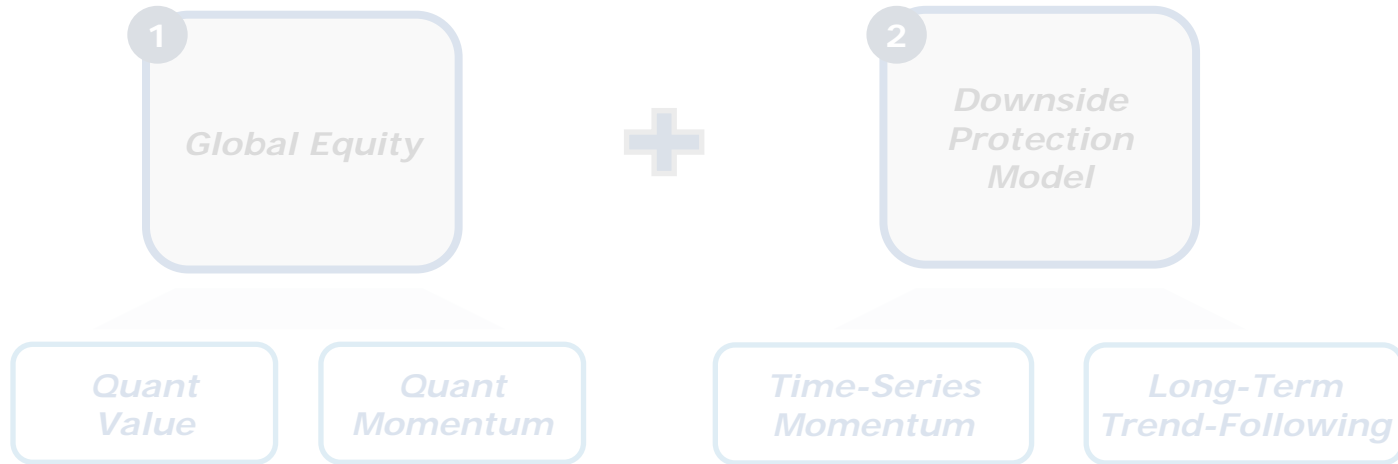 1
Global Equity
2
Downside
Protection
Model
Quant
Value
Quant
Momentum
Time-Series
Momentum
Long-Term
Trend-Following